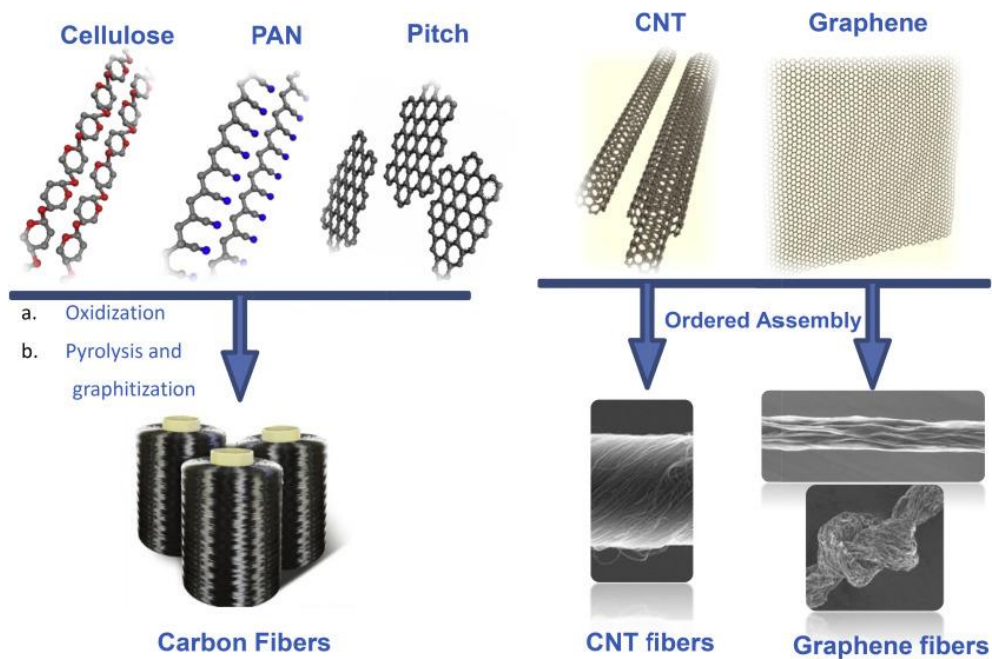 Cellulose
PAN
Pitch
CNT
Graphene
a. Oxidization
b. Pyrolysis and
graphitization
Ordered Assembly
Carbon Fibers
CNT fibers
Graphene fibers